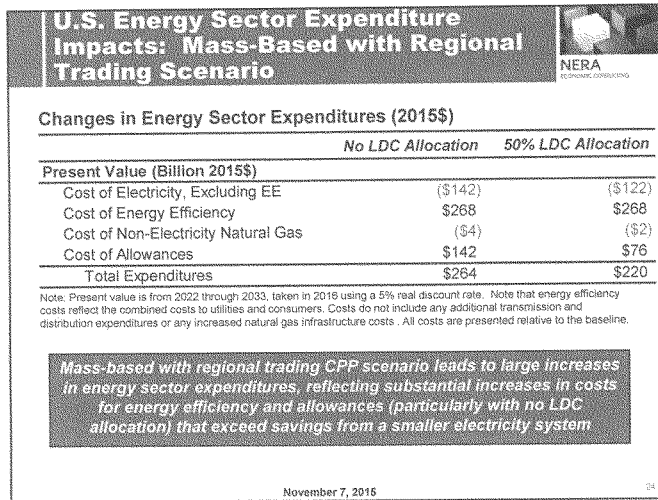 U.S. Energy Sector Expenditure
Impacts: Mass-Based with Regional
Trading Scenario
NERA
ECONOMIC CONSULTING
Changes in Energy Sector Expenditures (2015$)
No LDC Allocation 50% LDC Allocation
Present Value (Billion 2015$)
Cost of Electricity, Excluding EE ($142) ($122)
Cost of Energy Efficiency $268 $268
Cost of Non-Electricity Natural Gas ($4) ($2)
Cost of Allowances $142 $76
Total Expenditures $264 $220
Note: Present value is from 2022 through 2033, taken in 2016 using a 5% real discount rate. Note that energy efficiency
costs reflect the combined costs to utilities and consumers. Costs do not include any additional transmission and
distribution expenditures or any increased natural gas infrastructure costs . All costs are presented relative to the baseline.
Mass-based with regional trading CPP scenario leads to large increases
in energy sector expenditures, reflecting substantial increases in costs
for energy efficiency and allowances (particularly with no LDC
allocation) that exceed savings from a smaller electricity system
November 7, 2015
24